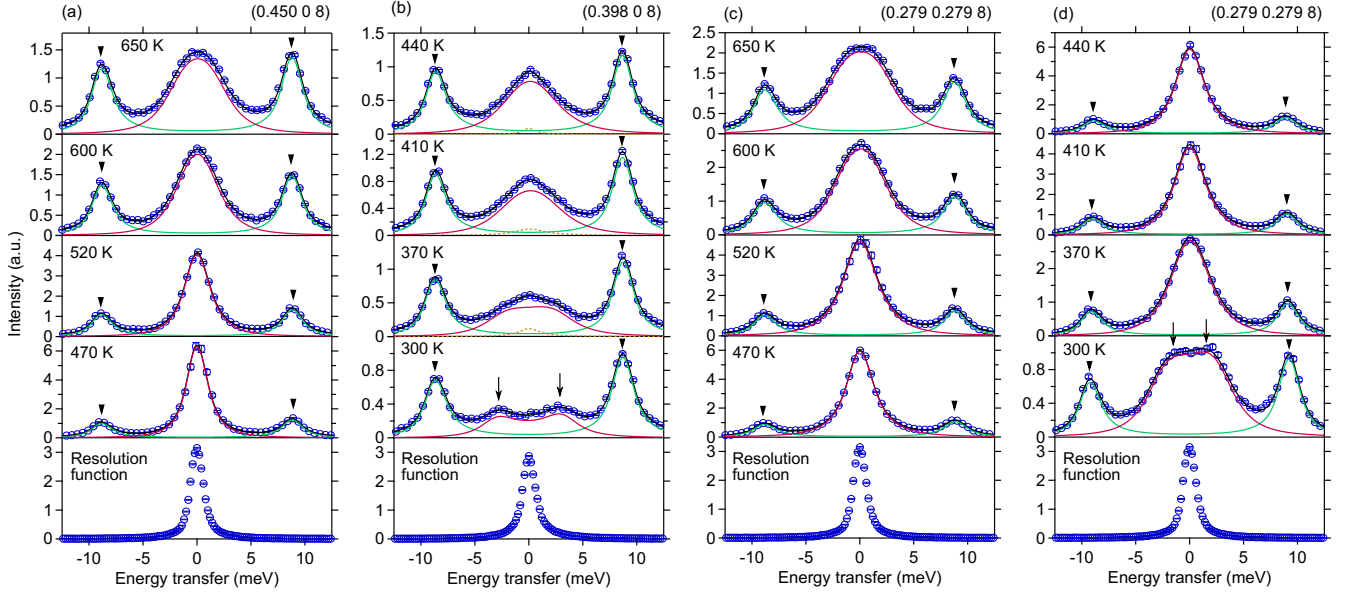 (a) (0.450 0 8)
650 K
1.5
1
0.5
0
600 K
2
1.5
1
0.5
0
520 K
4
3
2
1
0
470 K
6
4
2
0
Resolution
function
3
2
1
0
-10 -5 0 5 10
Energy transfer (meV)
Intensity (a.u.)
(b) (0.398 0 8)
440 K
1.5
1
0.5
0
410 K
1.2
0.8
0.4
0
370 K
1
0.5
0
300 K
0.8
0.4
0
Resolution
function
3
2
1
0
-10 -5 0 5 10
Energy transfer (meV)
(c) (0.279 0.279 8)
650 K
2.5
2
1.5
1
0.5
0
600 K
2
1
0
520 K
4
3
2
1
0
470 K
6
4
2
0
Resolution
function
3
2
1
0
-10 -5 0 5 10
Energy transfer (meV)
(d) (0.279 0.279 8)
440 K
6
4
2
0
410 K
4
3
2
1
0
370 K
2
1
0
300 K
0.8
0.4
0
Resolution
function
3
2
1
0
-10 -5 0 5 10
Energy transfer (meV)